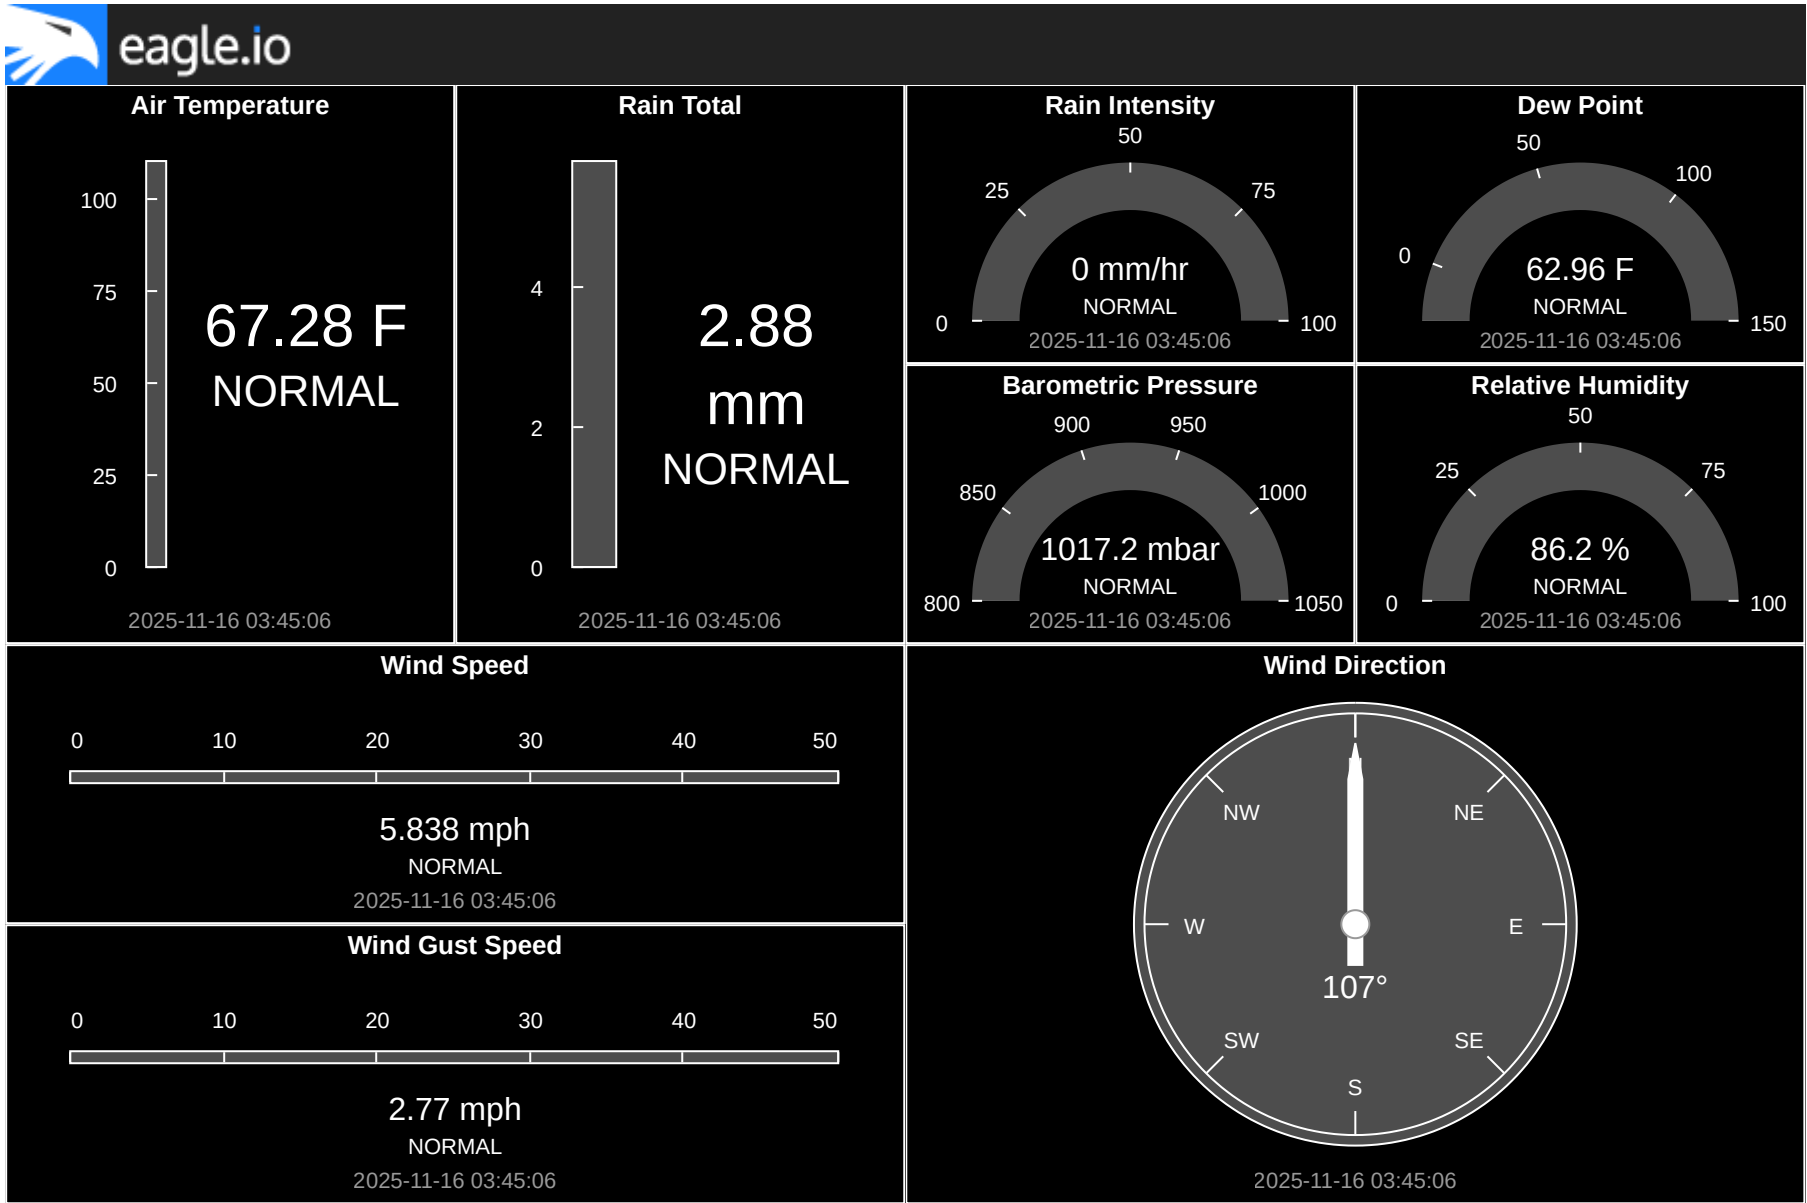 eagle.io
Air Temperature
100
75
50
25
0
67.28 F
NORMAL
2025-11-16 03:45:06
Rain Total
4
2
0
2.88
mm
NORMAL
2025-11-16 03:45:06
Rain Intensity
0
25
50
75
100
0 mm/hr
NORMAL
2025-11-16 03:45:06
Dew Point
0
50
100
150
62.96 F
NORMAL
2025-11-16 03:45:06
Barometric Pressure
800
850
900
950
1000
1050
1017.2 mbar
NORMAL
2025-11-16 03:45:06
Relative Humidity
0
25
50
75
100
86.2 %
NORMAL
2025-11-16 03:45:06
Wind Speed
0 10 20 30 40 50
5.838 mph
NORMAL
2025-11-16 03:45:06
Wind Gust Speed
0 10 20 30 40 50
2.77 mph
NORMAL
2025-11-16 03:45:06
Wind Direction
NW NE
W E
107°
SW SE
S
2025-11-16 03:45:06